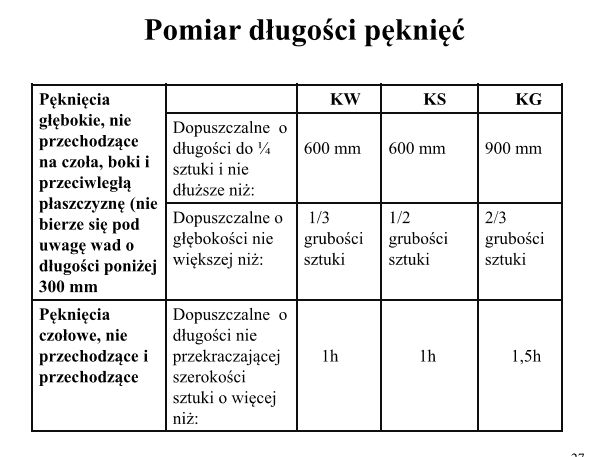 Pomiar długości pęknięć
Pęknięcia
głębokie, nie
przechodzące
na czoła, boki i
przeciwległą
płaszczyznę (nie
bierze się pod
uwagę wad o
długości poniżej
300 mm
KW KS KG
Dopuszczalne o
długości do ¼
sztuki i nie
dłuższe niż:
600 mm 600 mm 900 mm
Dopuszczalne o
głębokości nie
większej niż:
1/3
grubości
sztuki
1/2
grubości
sztuki
2/3
grubości
sztuki
Pęknięcia
czołowe, nie
przechodzące i
przechodzące
Dopuszczalne o
długości nie
przekraczającej
szerokości
sztuki o więcej
niż:
1h 1h 1,5h